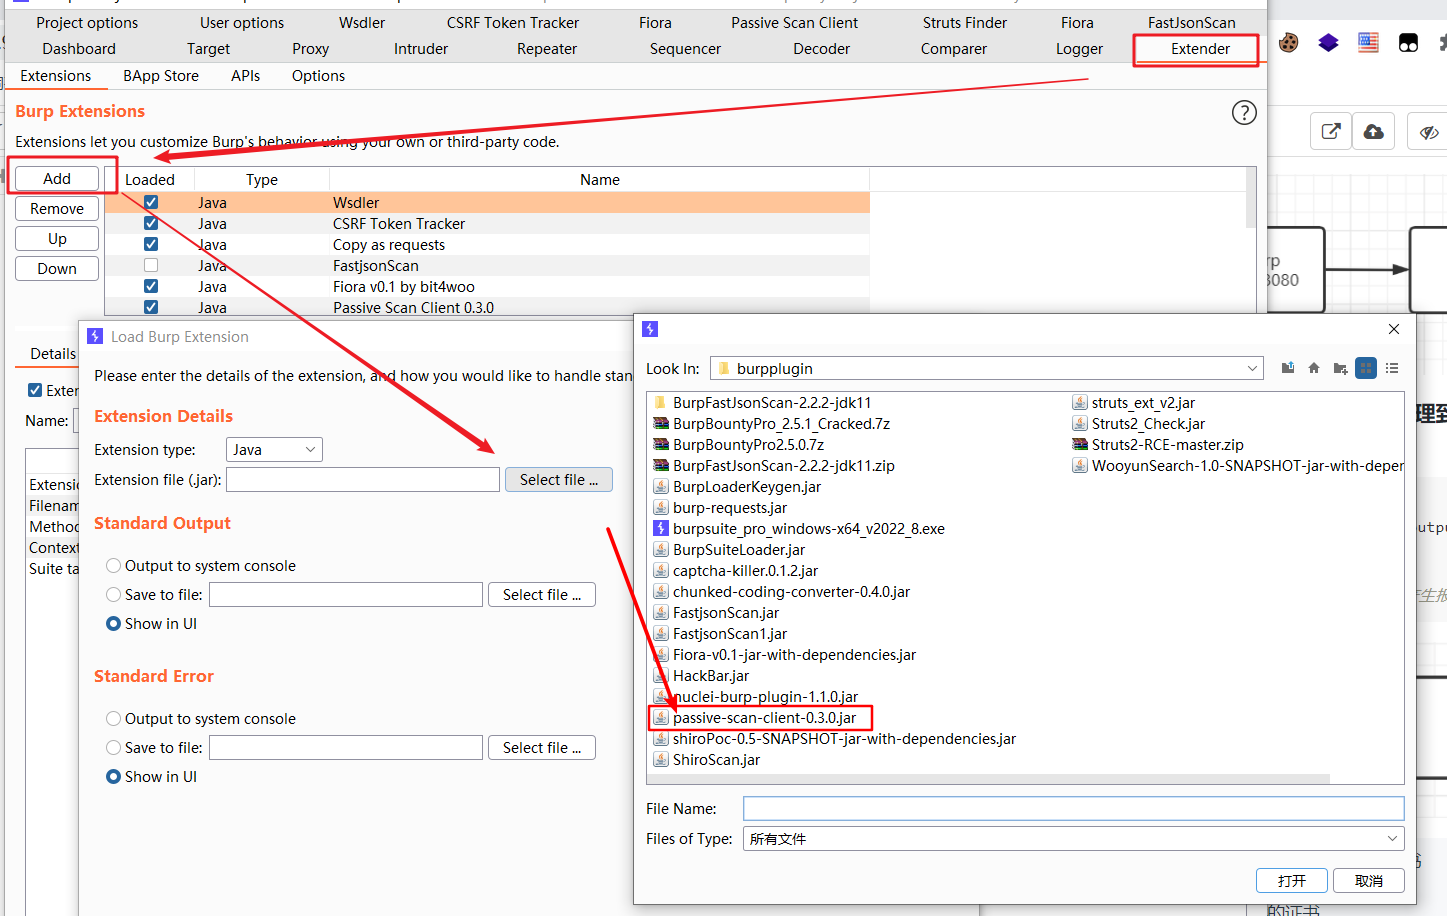 Project options User options Wsdler CSRF Token Tracker Fiora Passive Scan Client Struts Finder Fiora FastJsonScan
Dashboard Target Proxy Intruder Repeater Sequencer Decoder Comparer Logger Extender
Extensions BApp Store APIs Options
Burp Extensions
?
Extensions let you customize Burp's behavior using your own or third-party code.
Add
Remove
Up
Down
Loaded Type Name
Java Wsdler
Java CSRF Token Tracker
Java Copy as requests
Java FastjsonScan
Java Fiora v0.1 by bit4woo
Java Passive Scan Client 0.3.0
rp
8080
Details
Exter
Name:
Extensi
Filenam
Method
Context
Suite ta
Load Burp Extension
Please enter the details of the extension, and how you would like to handle stan
Extension Details
Extension type: Java
Extension file (.jar): Select file ...
Standard Output
Output to system console
Save to file: Select file ...
Show in UI
Standard Error
Output to system console
Save to file: Select file ...
Show in UI
Look In: burpplugin
BurpFastJsonScan-2.2.2-jdk11
BurpBountyPro_2.5.1_Cracked.7z
BurpBountyPro2.5.0.7z
BurpFastJsonScan-2.2.2-jdk11.zip
BurpLoaderKeygen.jar
burp-requests.jar
burpsuite_pro_windows-x64_v2022_8.exe
BurpSuiteLoader.jar
captcha-killer.0.1.2.jar
chunked-coding-converter-0.4.0.jar
FastjsonScan.jar
FastjsonScan1.jar
Fiora-v0.1-jar-with-dependencies.jar
HackBar.jar
nuclei-burp-plugin-1.1.0.jar
passive-scan-client-0.3.0.jar
shiroPoc-0.5-SNAPSHOT-jar-with-dependencies.jar
ShiroScan.jar
struts_ext_v2.jar
Struts2_Check.jar
Struts2-RCE-master.zip
WooyunSearch-1.0-SNAPSHOT-jar-with-deper
File Name:
Files of Type: 所有文件
打开 取消
理到
outpu
的证书